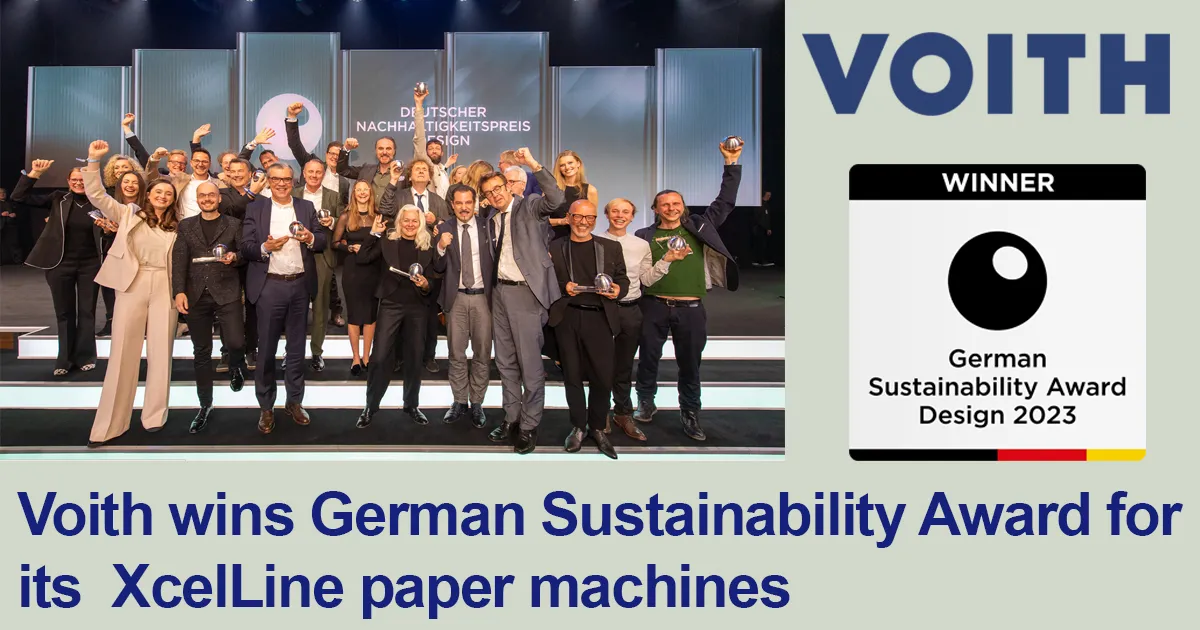 DEUTSCHER
NACHHALTIGKEITSPREIS
DESIGN
VOITH
WINNER
German
Sustainability Award
Design 2023
Voith wins German Sustainability Award for
its XcelLine paper machines